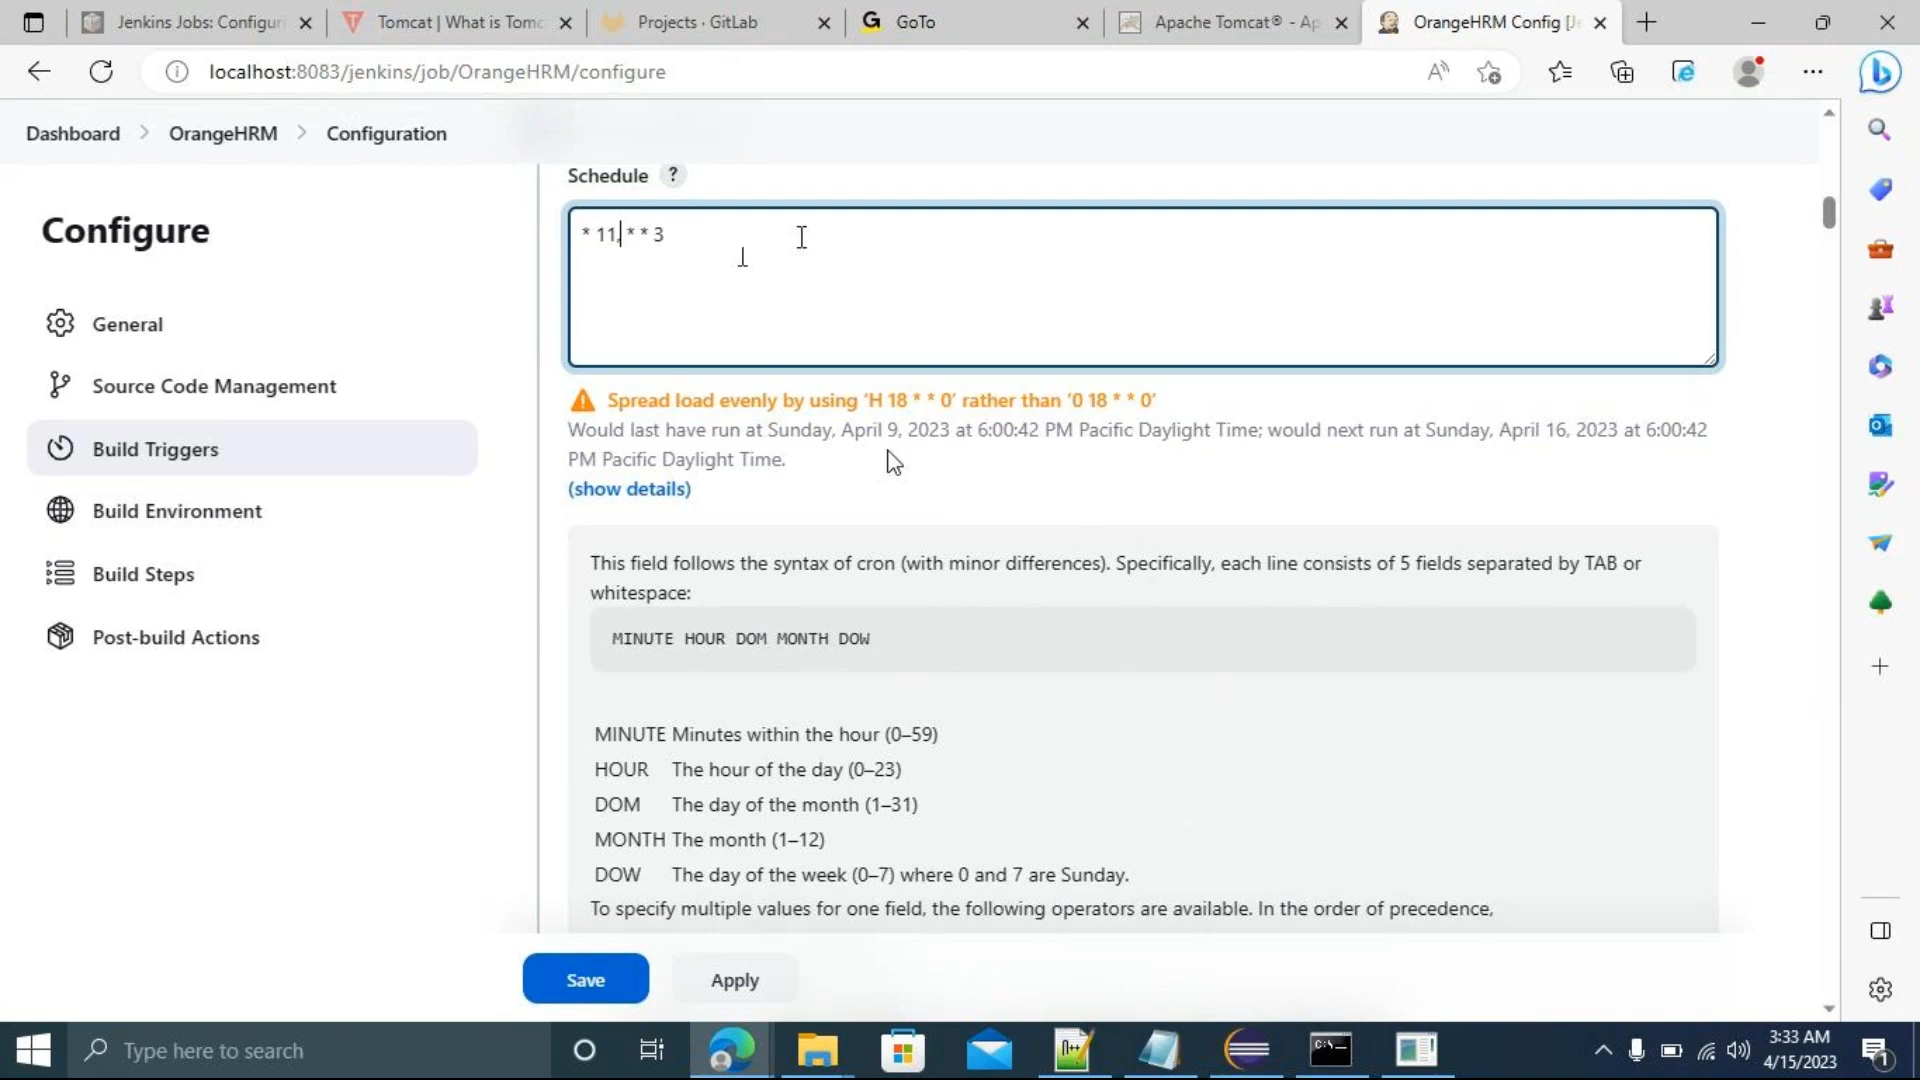 Jenkins Jobs: Configuri
Tomcat | What is Tomc
Projects · GitLab
GoTo
Apache Tomcat® - Ap
OrangeHRM Config [Je
localhost:8083/jenkins/job/OrangeHRM/configure
Dashboard > OrangeHRM > Configuration
Configure
General
Source Code Management
Build Triggers
Build Environment
Build Steps
Post-build Actions
Schedule ?
* 11, * * 3
Spread load evenly by using ‘H 18 * * 0’ rather than ‘0 18 * * 0’
Would last have run at Sunday, April 9, 2023 at 6:00:42 PM Pacific Daylight Time; would next run at Sunday, April 16, 2023 at 6:00:42
PM Pacific Daylight Time.
(show details)
This field follows the syntax of cron (with minor differences). Specifically, each line consists of 5 fields separated by TAB or
whitespace:
MINUTE HOUR DOM MONTH DOW
MINUTE Minutes within the hour (0–59)
HOUR The hour of the day (0–23)
DOM The day of the month (1–31)
MONTH The month (1–12)
DOW The day of the week (0–7) where 0 and 7 are Sunday.
To specify multiple values for one field, the following operators are available. In the order of precedence,
Save
Apply
Type here to search
3:33 AM
4/15/2023
1